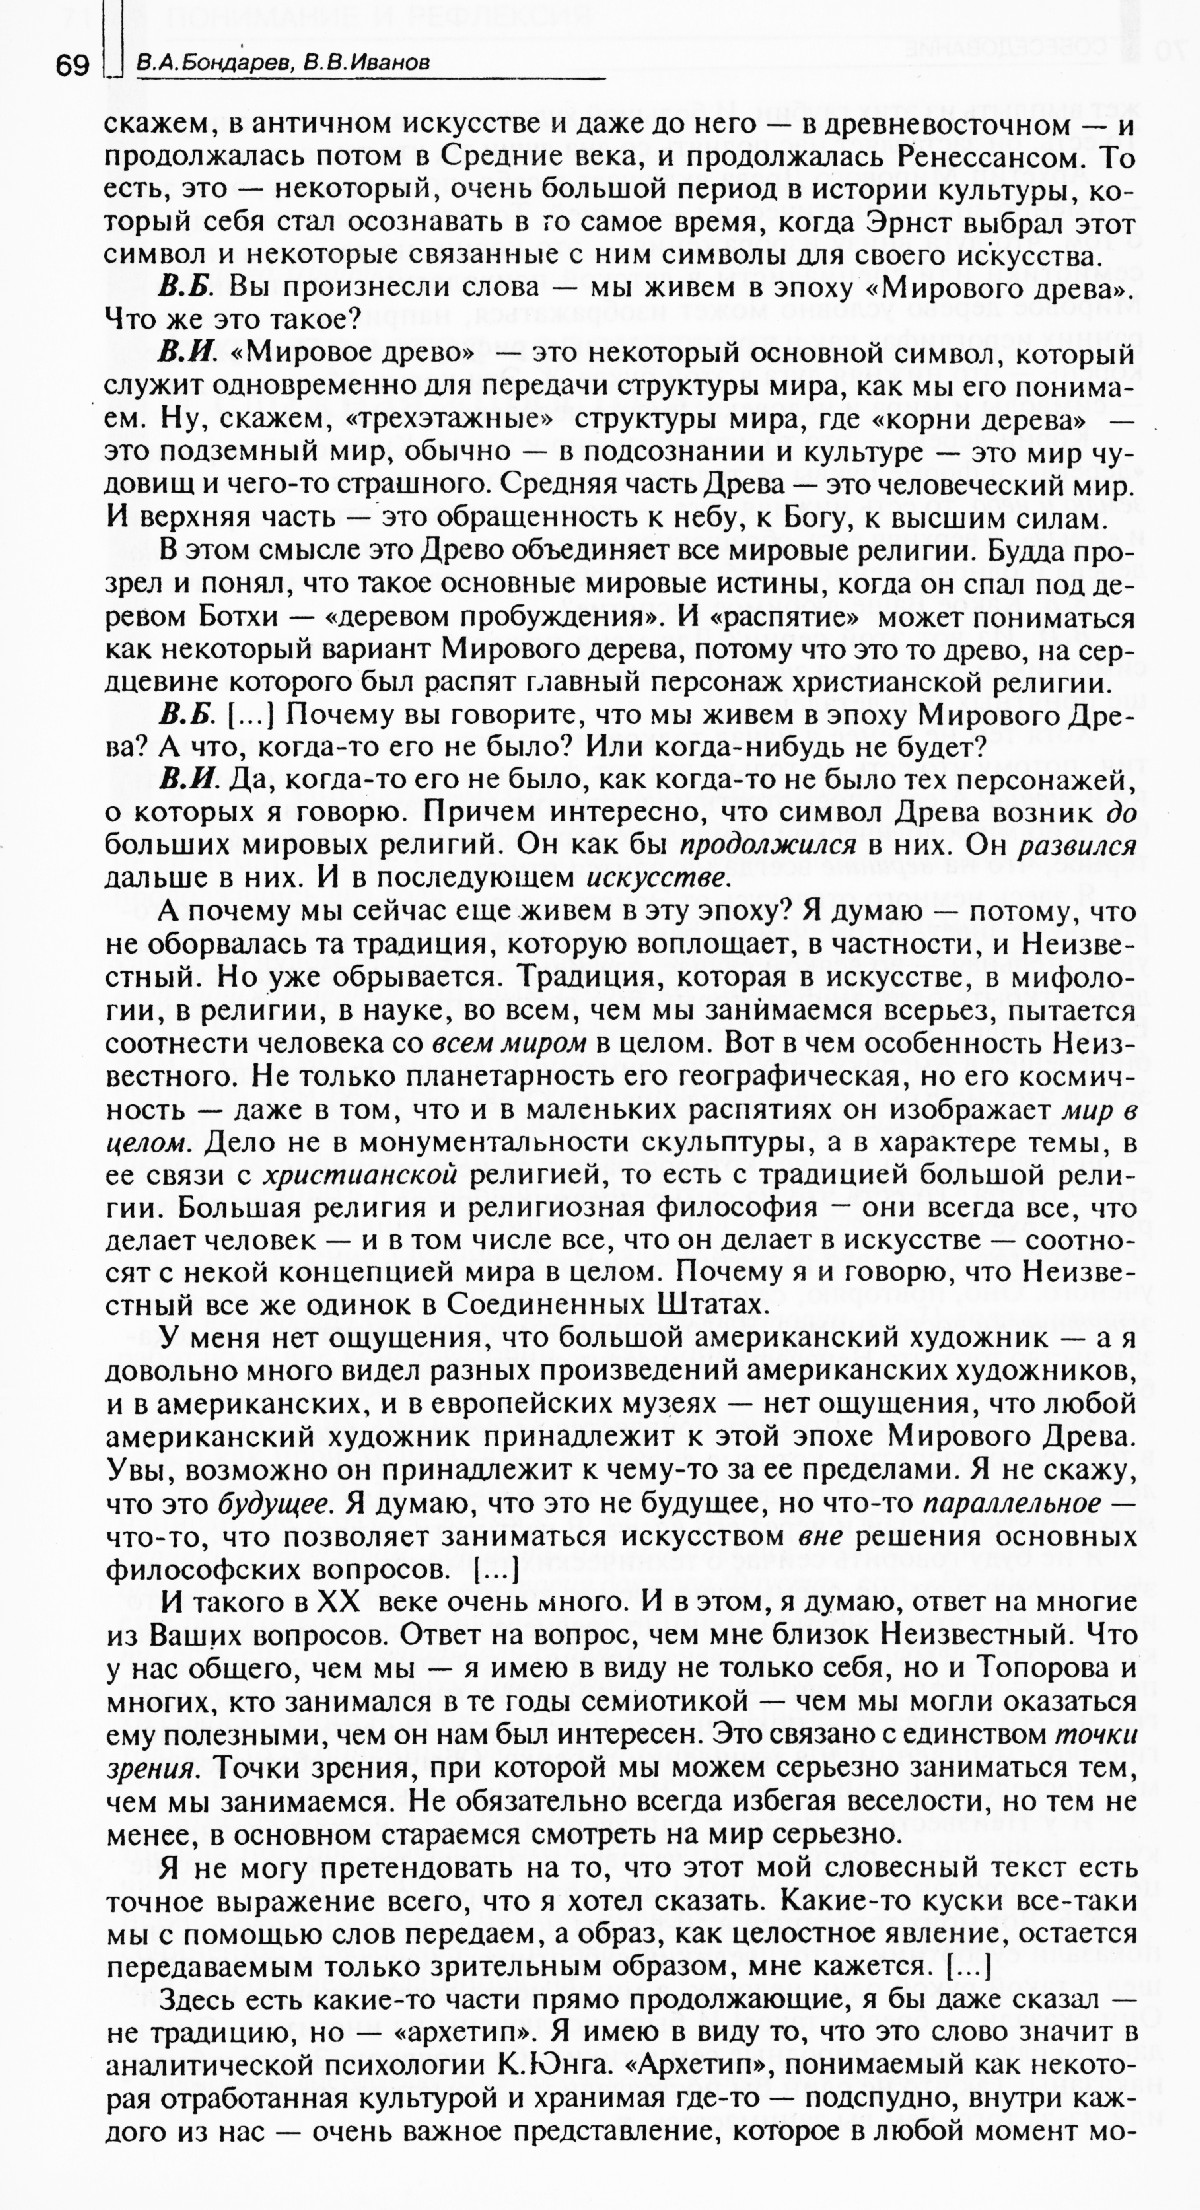 69 В.А.Бондарев, В.В.Иванов
скажем, в античном искусстве и даже до него — в древневосточном — и
продолжалась потом в Средние века, и продолжалась Ренессансом. То
есть, это — некоторый, очень большой период в истории культуры, ко-
торый себя стал осознавать в то самое время, когда Эрнст выбрал этот
символ и некоторые связанные с ним символы для своего искусства.
В.Б. Вы произнесли слова — мы живем в эпоху «Мирового древа».
Что же это такое?
В.И. «Мировое древо» — это некоторый основной символ, который
служит одновременно для передачи структуры мира, как мы его понима-
ем. Ну, скажем, «трехэтажные» структуры мира, где «корни дерева» —
это подземный мир, обычно — в подсознании и культуре — это мир чу-
довищ и чего-то страшного. Средняя часть Древа — это человеческий мир.
И верхняя часть — это обращенность к небу, к Богу, к высшим силам.
В этом смысле это Древо объединяет все мировые религии. Будда про-
зрел и понял, что такое основные мировые истины, когда он спал под де-
ревом Ботхи — «деревом пробуждения». И «распятие» может пониматься
как некоторый вариант Мирового дерева, потому что это то древо, на сер-
дцевине которого был распят главный персонаж христианской религии.
В.Б. [...] Почему вы говорите, что мы живем в эпоху Мирового Дре-
ва? А что, когда-то его не было? Или когда-нибудь не будет?
В.И. Да, когда-то его не было, как когда-то не было тех персонажей,
о которых я говорю. Причем интересно, что символ Древа возник до
больших мировых религий. Он как бы продолжился в них. Он развился
дальше в них. И в последующем искусстве.
А почему мы сейчас еще живем в эту эпоху? Я думаю — потому, что
не оборвалась та традиция, которую воплощает, в частности, и Неизве-
стный. Но уже обрывается. Традиция, которая в искусстве, в мифоло-
гии, в религии, в науке, во всем, чем мы занимаемся всерьез, пытается
соотнести человека со всем миром в целом. Вот в чем особенность Неиз-
вестного. Не только планетарность его географическая, но его космич-
ность — даже в том, что и в маленьких распятиях он изображает мир в
целом. Дело не в монументальности скульптуры, а в характере темы, в
ее связи с христианской религией, то есть с традицией большой рели-
гии. Большая религия и религиозная философия — они всегда все, что
делает человек — и в том числе все, что он делает в искусстве — соотно-
сят с некой концепцией мира в целом. Почему я и говорю, что Неизве-
стный все же одинок в Соединенных Штатах.
У меня нет ощущения, что большой американский художник — а я
довольно много видел разных произведений американских художников,
и в американских, и в европейских музеях — нет ощущения, что любой
американский художник принадлежит к этой эпохе Мирового Древа.
Увы, возможно он принадлежит к чему-то за ее пределами. Я не скажу,
что это будущее. Я думаю, что это не будущее, но что-то параллельное —
что-то, что позволяет заниматься искусством вне решения основных
философских вопросов. [...]
И такого в XX веке очень много. И в этом, я думаю, ответ на многие
из Ваших вопросов. Ответ на вопрос, чем мне близок Неизвестный. Что
у нас общего, чем мы — я имею в виду не только себя, но и Топорова и
многих, кто занимался в те годы семиотикой — чем мы могли оказаться
ему полезными, чем он нам был интересен. Это связано с единством точки
зрения. Точки зрения, при которой мы можем серьезно заниматься тем,
чем мы занимаемся. Не обязательно всегда избегая веселости, но тем не
менее, в основном стараемся смотреть на мир серьезно.
Я не могу претендовать на то, что этот мой словесный текст есть
точное выражение всего, что я хотел сказать. Какие-то куски все-таки
мы с помощью слов передаем, а образ, как целостное явление, остается
передаваемым только зрительным образом, мне кажется. [...]
Здесь есть какие-то части прямо продолжающие, я бы даже сказал —
не традицию, но — «архетип». Я имею в виду то, что это слово значит в
аналитической психологии К.Юнга. «Архетип», понимаемый как некото-
рая отработанная культурой и хранимая где-то — подспудно, внутри каж-
дого из нас — очень важное представление, которое в любой момент мо-